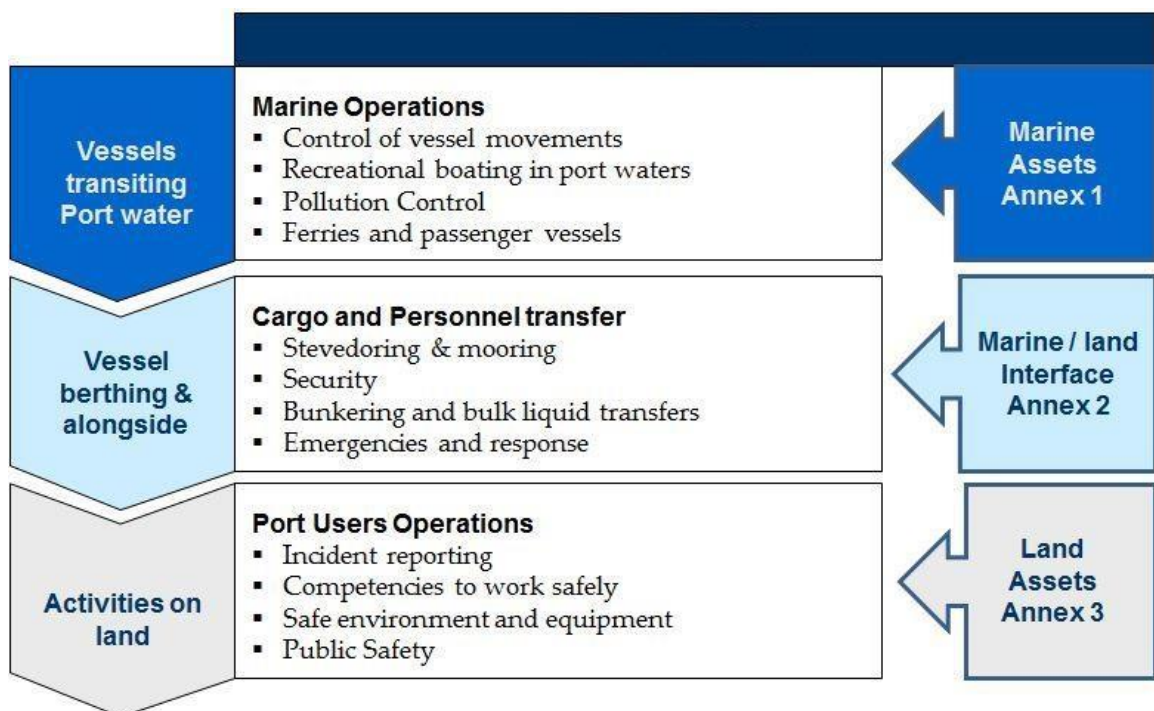 Vessels
transiting
Port water
Marine Operations
▪ Control of vessel movements
▪ Recreational boating in port waters
▪ Pollution Control
▪ Ferries and passenger vessels
Marine
Assets
Annex 1
Vessel
berthing &
alongside
Cargo and Personnel transfer
▪ Stevedoring & mooring
▪ Security
▪ Bunkering and bulk liquid transfers
▪ Emergencies and response
Marine / land
Interface
Annex 2
Activities on
land
Port Users Operations
▪ Incident reporting
▪ Competencies to work safely
▪ Safe environment and equipment
▪ Public Safety
Land
Assets
Annex 3